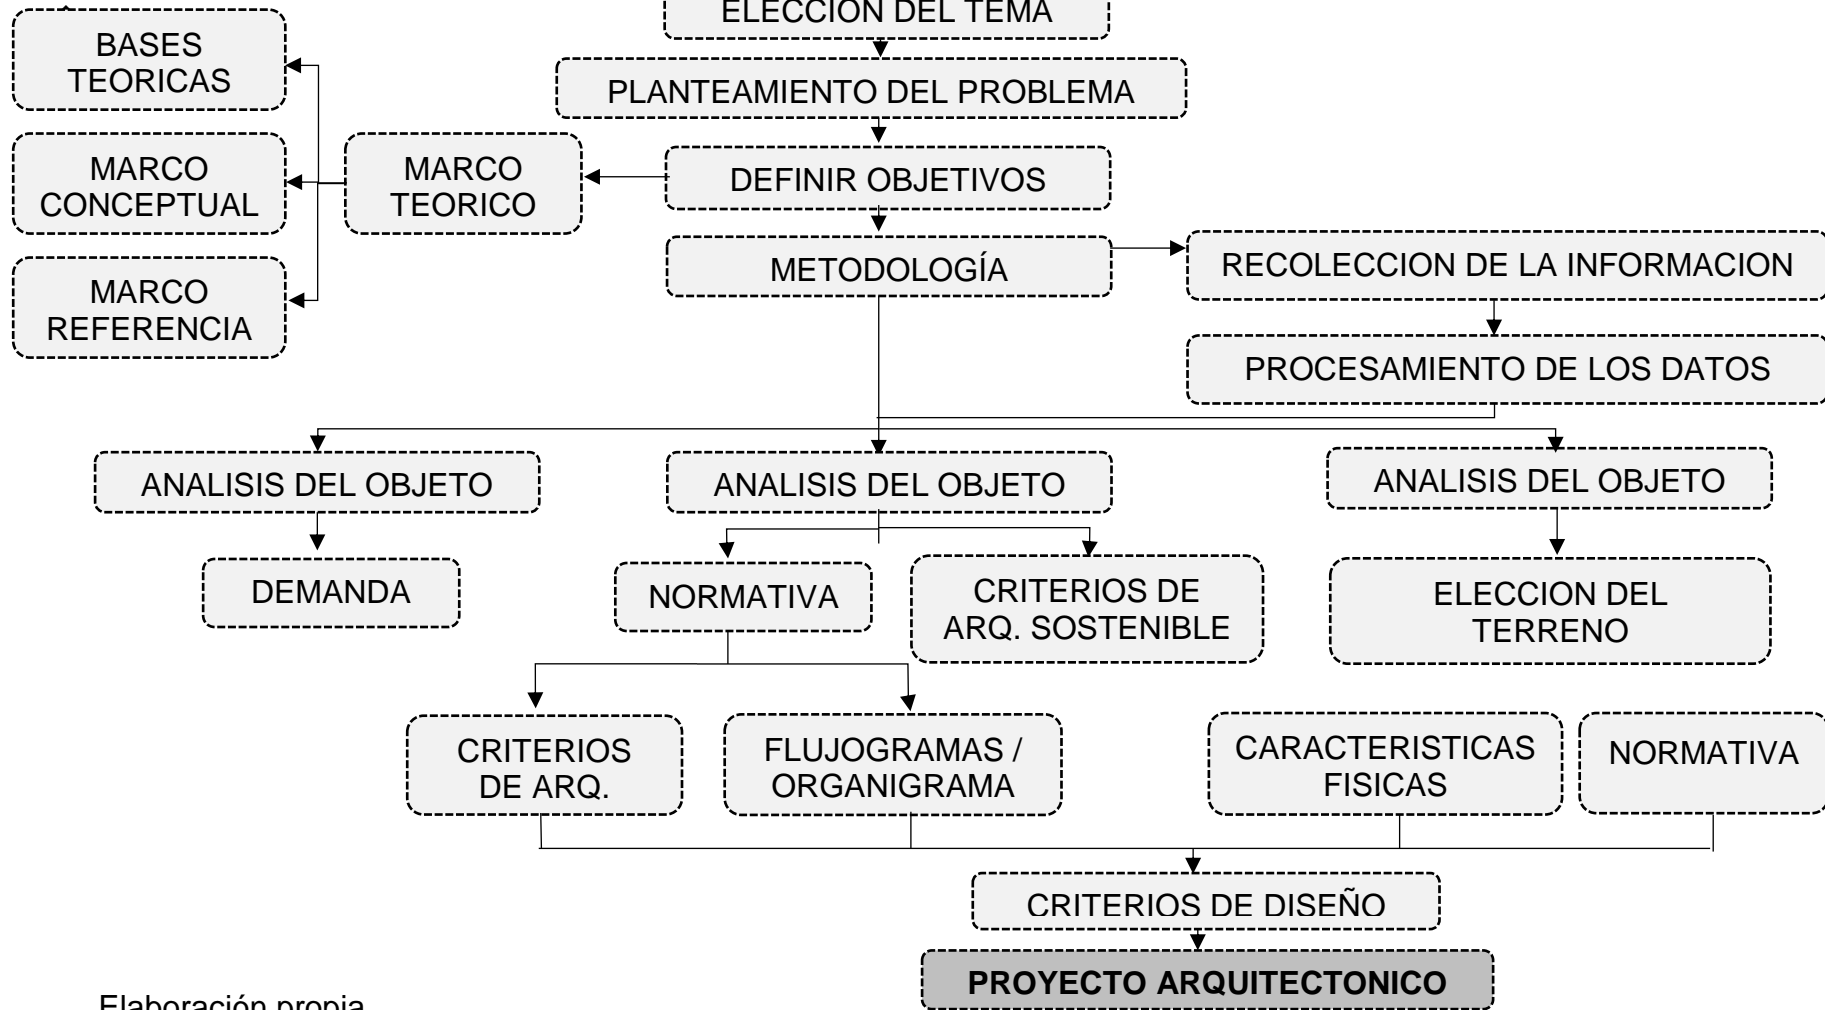 ELECCION DEL TEMA
BASES
TEORICAS
PLANTEAMIENTO DEL PROBLEMA
MARCO
CONCEPTUAL
MARCO
TEORICO
DEFINIR OBJETIVOS
METODOLOGÍA
RECOLECCION DE LA INFORMACION
MARCO
REFERENCIA
PROCESAMIENTO DE LOS DATOS
ANALISIS DEL OBJETO
ANALISIS DEL OBJETO
ANALISIS DEL OBJETO
DEMANDA
NORMATIVA
CRITERIOS DE
ARQ. SOSTENIBLE
ELECCION DEL
TERRENO
CRITERIOS
DE ARQ.
FLUJOGRAMAS /
ORGANIGRAMA
CARACTERISTICAS
FISICAS
NORMATIVA
CRITERIOS DE DISEÑO
PROYECTO ARQUITECTONICO
Elaboración propia